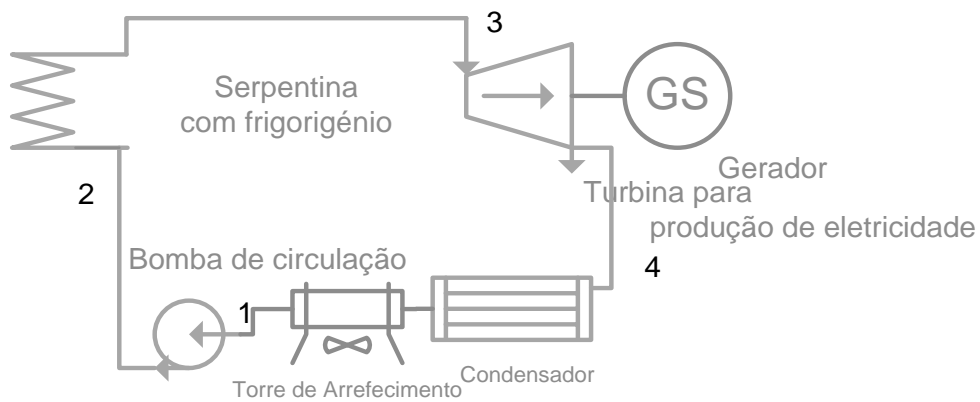 3
Serpentina
com frigorigénio
GS
Gerador
2
Turbina para
produção de eletricidade
Bomba de circulação
4
1
Torre de Arrefecimento
Condensador